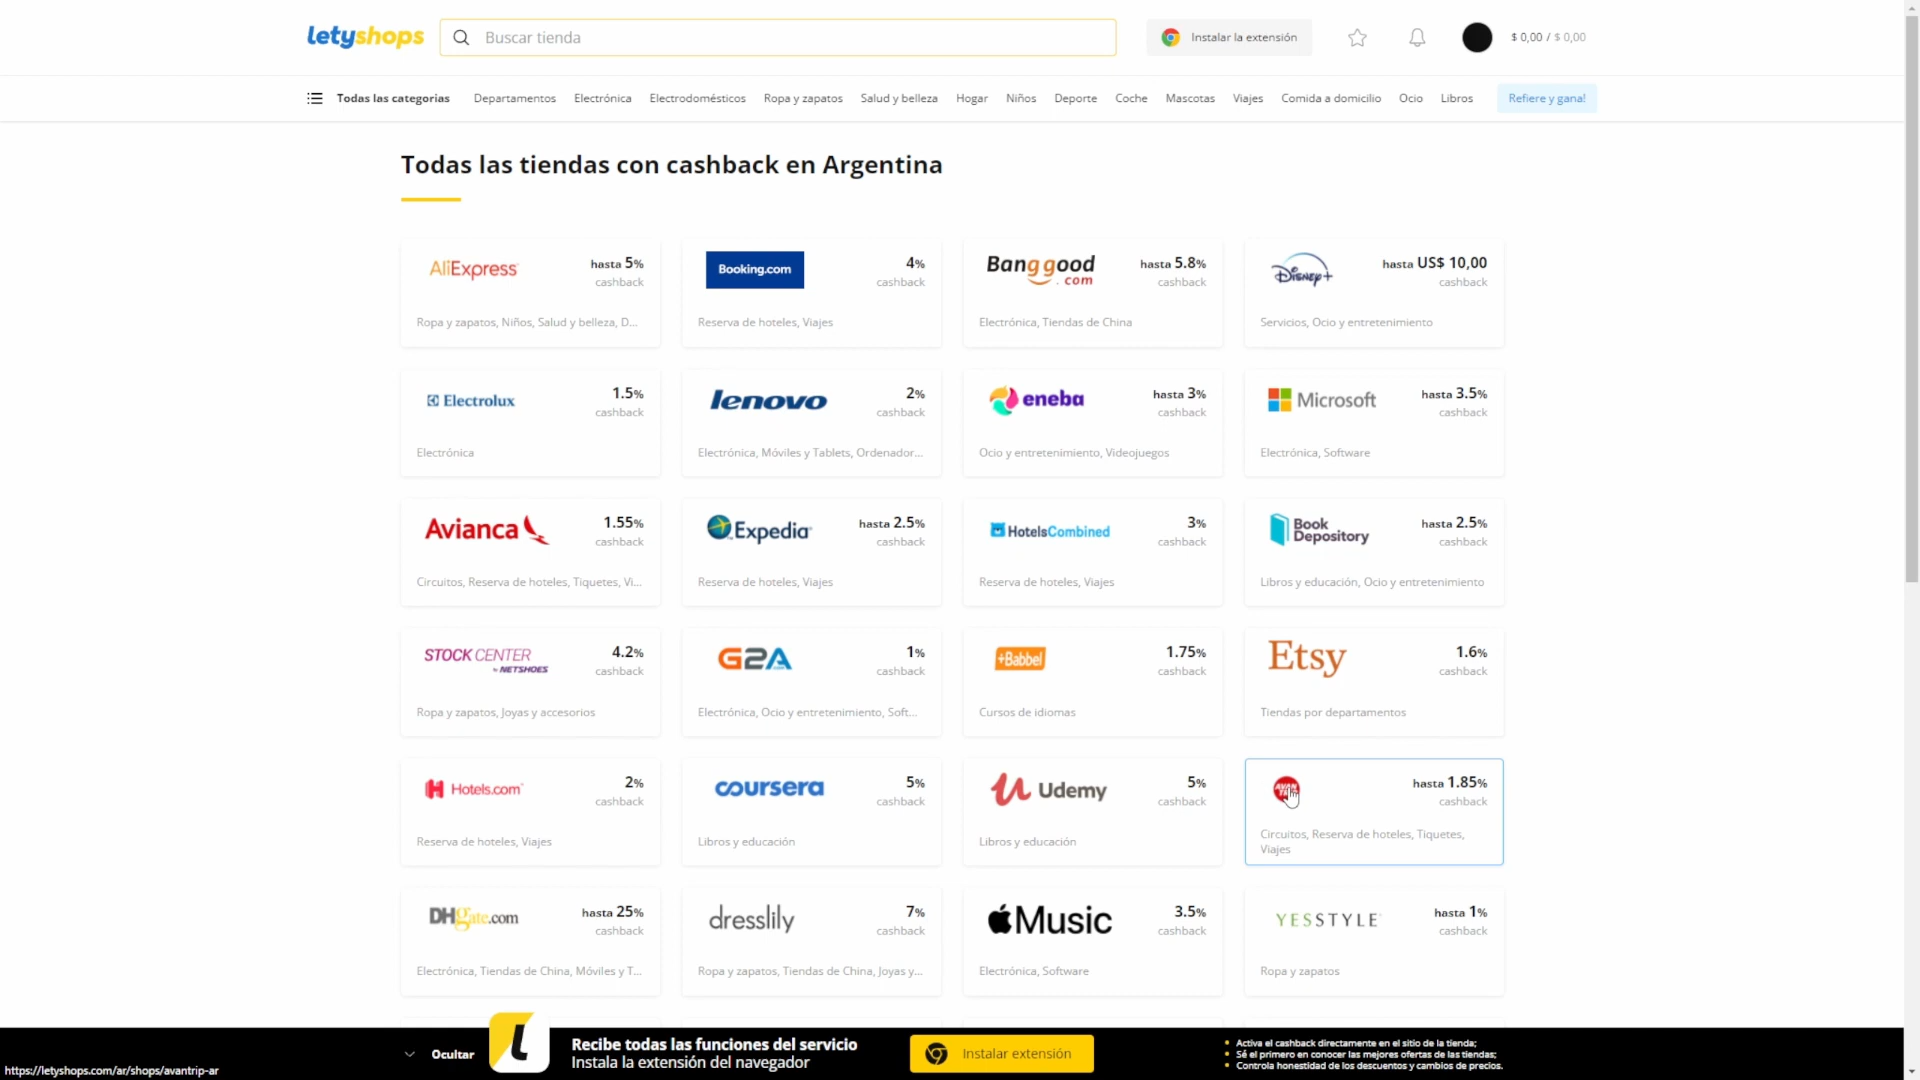 letyshops
Buscar tienda
Instalar la extensión
$ 0,00 / $ 0,00
Todas las categorias
Departamentos
Electrónica
Electrodomésticos
Ropa y zapatos
Salud y belleza
Hogar
Niños
Deporte
Coche
Mascotas
Viajes
Comida a domicilio
Ocio
Libros
Refiere y gana!
Todas las tiendas con cashback en Argentina
AliExpress
hasta 5%
cashback
Ropa y zapatos, Niños, Salud y belleza, D...
Booking.com
4%
cashback
Reserva de hoteles, Viajes
Banggood
.com
hasta 5.8%
cashback
Electrónica, Tiendas de China
Disney+
hasta US$ 10,00
cashback
Servicios, Ocio y entretenimiento
Electrolux
1.5%
cashback
Electrónica
lenovo
2%
cashback
Electrónica, Móviles y Tablets, Ordenador...
eneba
hasta 3%
cashback
Ocio y entretenimiento, Videojuegos
Microsoft
hasta 3.5%
cashback
Electrónica, Software
Avianca
1.55%
cashback
Circuitos, Reserva de hoteles, Tiquetes, Vi...
Expedia
hasta 2.5%
cashback
Reserva de hoteles, Viajes
HotelsCombined
3%
cashback
Reserva de hoteles, Viajes
Book
Depository
hasta 2.5%
cashback
Libros y educación, Ocio y entretenimiento
STOCK CENTER
by NETSHOES
4.2%
cashback
Ropa y zapatos, Joyas y accesorios
G2A
1%
cashback
Electrónica, Ocio y entretenimiento, Soft...
+Babbel
1.75%
cashback
Cursos de idiomas
Etsy
1.6%
cashback
Tiendas por departamentos
Hotels.com
2%
cashback
Reserva de hoteles, Viajes
coursera
5%
cashback
Libros y educación
Udemy
5%
cashback
Libros y educación
hasta 1.85%
cashback
Circuitos, Reserva de hoteles, Tiquetes,
Viajes
DHgate.com
hasta 25%
cashback
Electrónica, Tiendas de China, Móviles y T...
dresslily
7%
cashback
Ropa y zapatos, Tiendas de China, Joyas y...
Music
3.5%
cashback
Electrónica, Software
YESSTYLE
hasta 1%
cashback
Ropa y zapatos
Ocultar
L
Recibe todas las funciones del servicio
Instala la extensión del navegador
Instalar extensión
Activa el cashback directamente en el sitio de la tienda;
Sé el primero en conocer las mejores ofertas de las tiendas;
Controla honestidad de los descuentos y cambios de precios.
https://letyshops.com/ar/shops/avantrip-ar